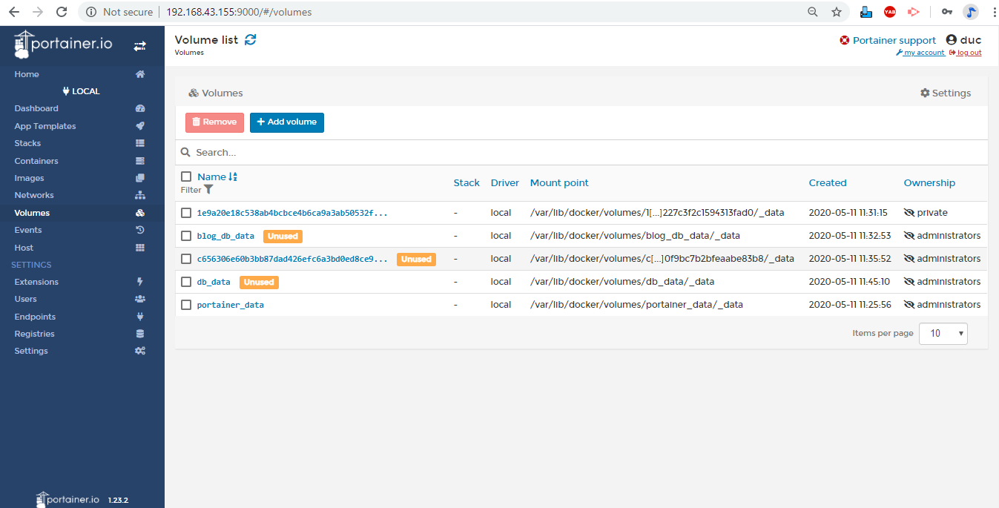 Not secure | 192.168.43.155:9000/#/volumes
YAB
portainer.io
Home
LOCAL
Dashboard
App Templates
Stacks
Containers
Images
Networks
Volumes
Events
Host
SETTINGS
Extensions
Users
Endpoints
Registries
Settings
portainer.io 1.23.2
Volume list
Volumes
Portainer support duc
my account log out
Volumes Settings
Remove Add volume
Search...
Name Stack Driver Mount point Created Ownership
Filter
1e9a20e18c538ab4bcbce4b6ca9a3ab50532f... - local /var/lib/docker/volumes/1[...]227c3f2c1594313fad0/_data 2020-05-11 11:31:15 private
blog_db_data Unused - local /var/lib/docker/volumes/blog_db_data/_data 2020-05-11 11:32:53 administrators
c656306e60b3bb87dad426efc6a3bd0ed8ce9... Unused - local /var/lib/docker/volumes/c[...]0f9bc7b2bfeaabe83b8/_data 2020-05-11 11:35:52 administrators
db_data Unused - local /var/lib/docker/volumes/db_data/_data 2020-05-11 11:45:10 administrators
portainer_data - local /var/lib/docker/volumes/portainer_data/_data 2020-05-11 11:25:56 administrators
Items per page 10